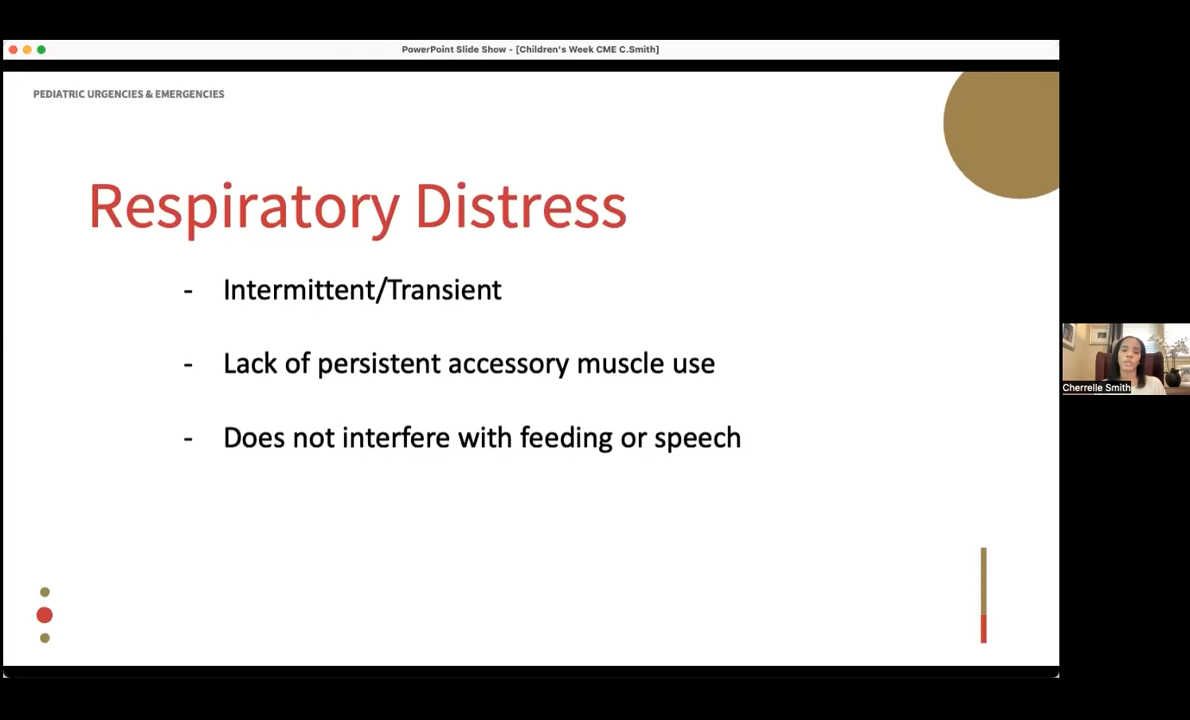 PowerPoint Slide Show - [Children's Week CME C.Smith]
PEDIATRIC URGENCIES & EMERGENCIES
Respiratory Distress
- Intermittent/Transient
- Lack of persistent accessory muscle use
- Does not interfere with feeding or speech
Cherrelle Smith